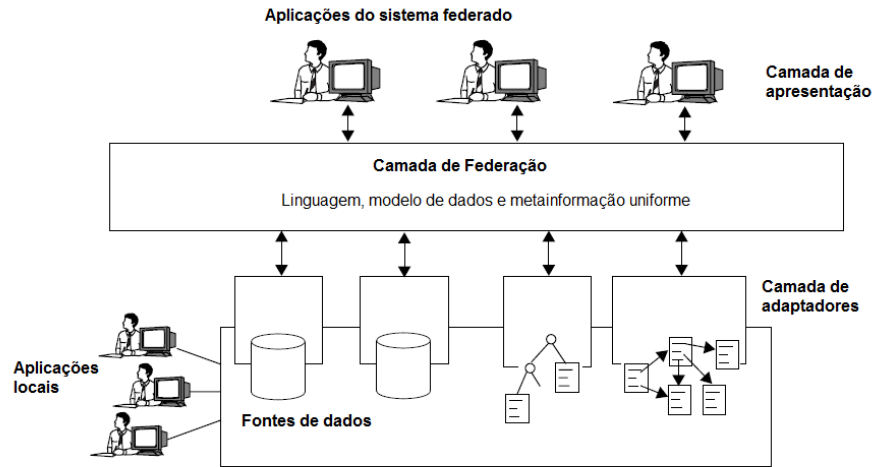 Aplicações do sistema federado
Camada de
apresentação
Camada de Federação
Linguagem, modelo de dados e metainformação uniforme
Camada de
adaptadores
Aplicações
locais
Fontes de dados